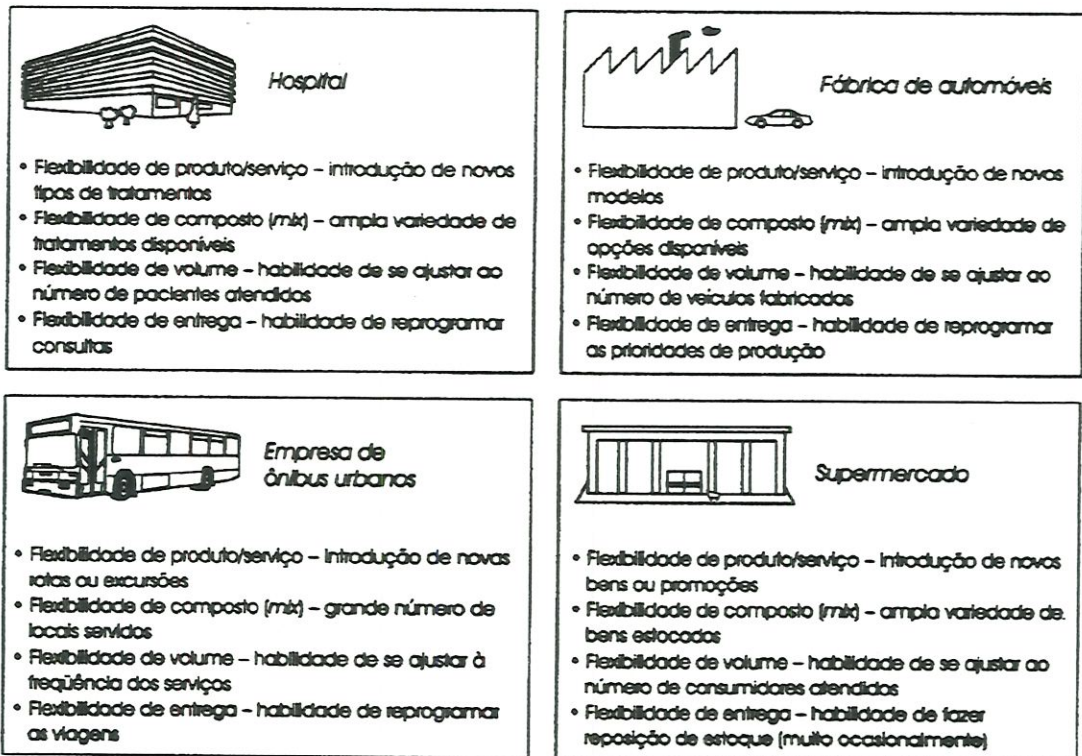 Hospital
• Flexibilidade de produto/serviço – introdução de novos
tipos de tratamentos
• Flexibilidade de composto (mix) – ampla variedade de
tratamentos disponíveis
• Flexibilidade de volume – habilidade de se ajustar ao
número de pacientes atendidos
• Flexibilidade de entrega – habilidade de reprogramar
consultas
Fábrica de automóveis
• Flexibilidade de produto/serviço – introdução de novos
modelos
• Flexibilidade de composto (mix) – ampla variedade de
opções disponíveis
• Flexibilidade de volume – habilidade de se ajustar ao
número de veículos fabricados
• Flexibilidade de entrega – habilidade de reprogramar
as prioridades de produção
Empresa de
ônibus urbanos
• Flexibilidade de produto/serviço – Introdução de novas
rotas ou excursões
• Flexibilidade de composto (mix) – grande número de
locais servidos
• Flexibilidade de volume – habilidade de se ajustar à
freqüência dos serviços
• Flexibilidade de entrega – habilidade de reprogramar
as viagens
Supermercado
• Flexibilidade de produto/serviço – Introdução de novos
bens ou promoções
• Flexibilidade de composto (mix) – ampla variedade de
bens estocados
• Flexibilidade de volume – habilidade de se ajustar ao
número de consumidores atendidos
• Flexibilidade de entrega – habilidade de fazer
reposição de estoque (muito ocasionalmente)